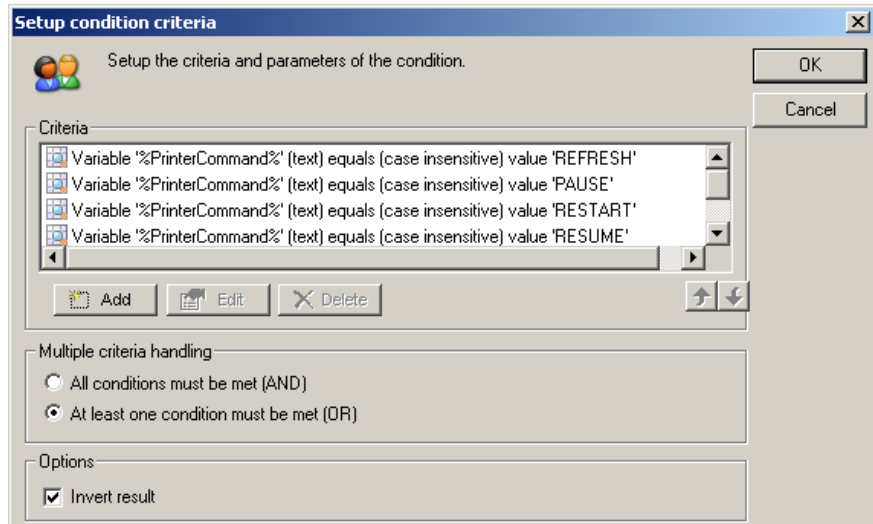 Setup condition criteria
Setup the criteria and parameters of the condition.
OK
Cancel
Criteria
Variable '%PrinterCommand%' (text) equals (case insensitive) value 'REFRESH'
Variable '%PrinterCommand%' (text) equals (case insensitive) value 'PAUSE'
Variable '%PrinterCommand%' (text) equals (case insensitive) value 'RESTART'
Variable '%PrinterCommand%' (text) equals (case insensitive) value 'RESUME'
Add
Edit
Delete
Multiple criteria handling
All conditions must be met (AND)
At least one condition must be met (OR)
Options
Invert result